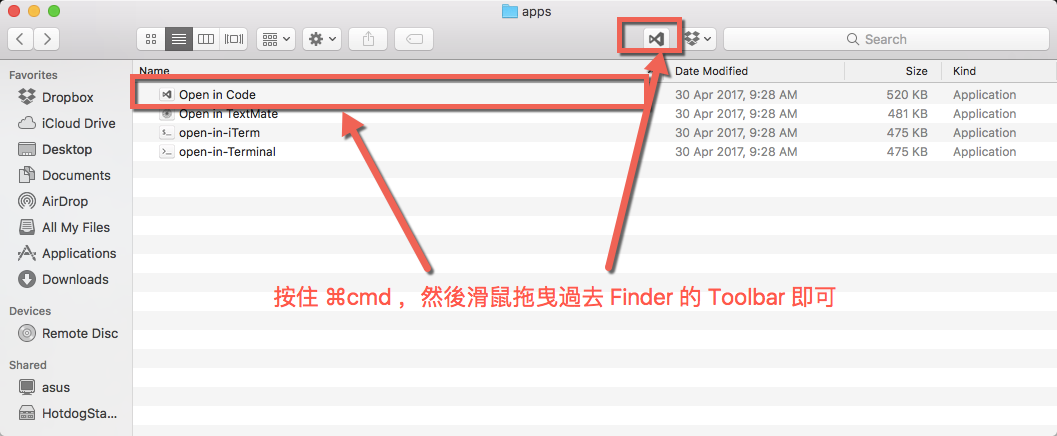 apps
Search
Favorites
Dropbox
iCloud Drive
Desktop
Documents
AirDrop
All My Files
Applications
Downloads
Devices
Remote Disc
Shared
asus
HotdogSta...
Name Date Modified Size Kind
Open in Code 30 Apr 2017, 9:28 AM 520 KB Application
Open in TextMate 30 Apr 2017, 9:28 AM 481 KB Application
open-in-iTerm 30 Apr 2017, 9:28 AM 475 KB Application
open-in-Terminal 30 Apr 2017, 9:28 AM 475 KB Application
按住 ⌘cmd ，然後滑鼠拖曳過去 Finder 的 Toolbar 即可